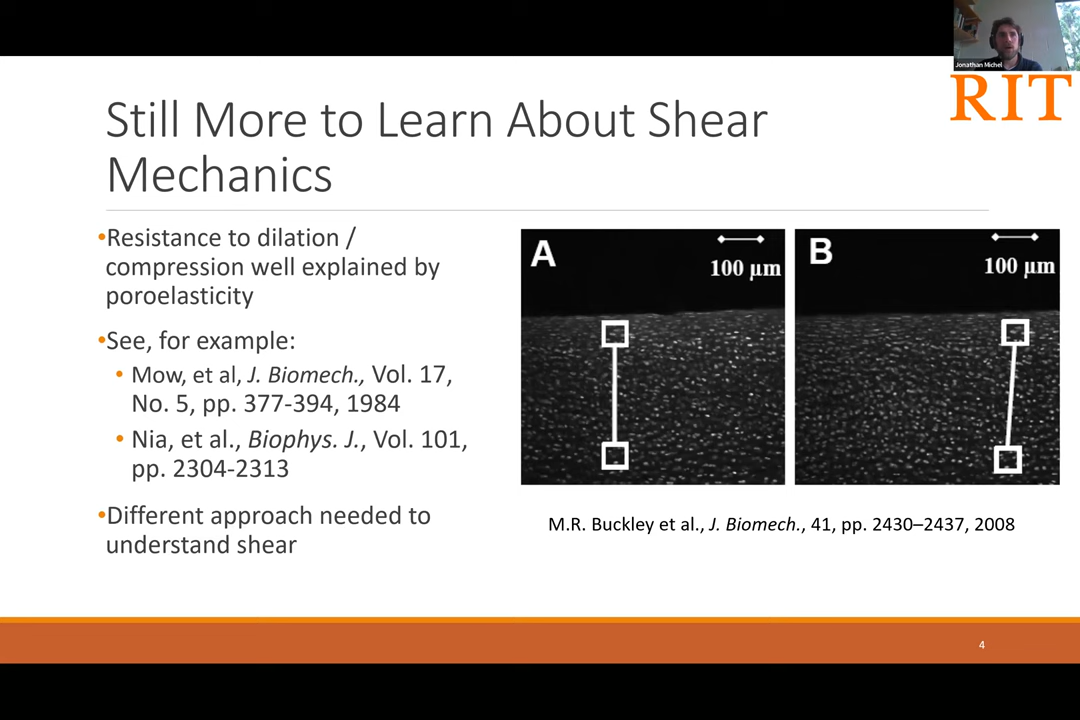 Jonathan Michel
RIT
Still More to Learn About Shear
Mechanics
•Resistance to dilation /
compression well explained by
poroelasticity
•See, for example:
• Mow, et al, J. Biomech., Vol. 17,
No. 5, pp. 377-394, 1984
• Nia, et al., Biophys. J., Vol. 101,
pp. 2304-2313
•Different approach needed to
understand shear
A
100 µm
B
100 µm
M.R. Buckley et al., J. Biomech., 41, pp. 2430–2437, 2008
4